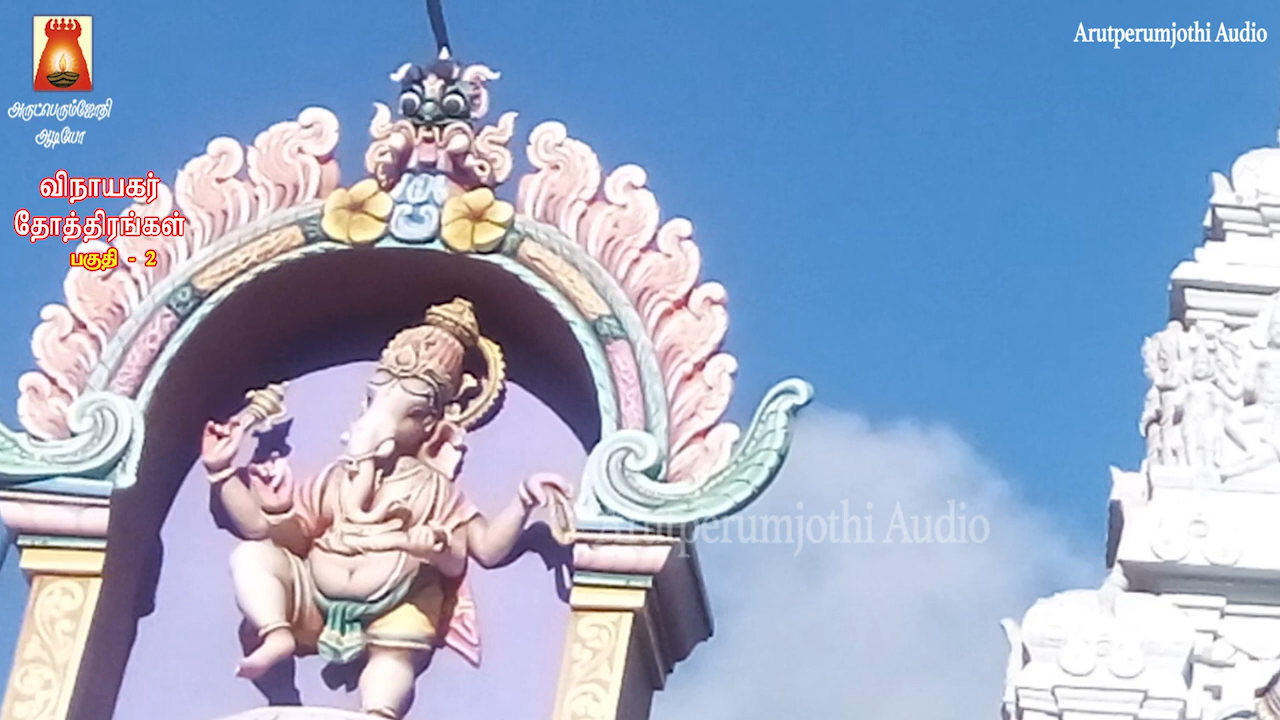 Arutperumjothi Audio
அருட்பெரும்ஜோதி
ஆடியோ
விநாயகர்
தோத்திரங்கள்
பகுதி - 2
Arutperumjothi Audio